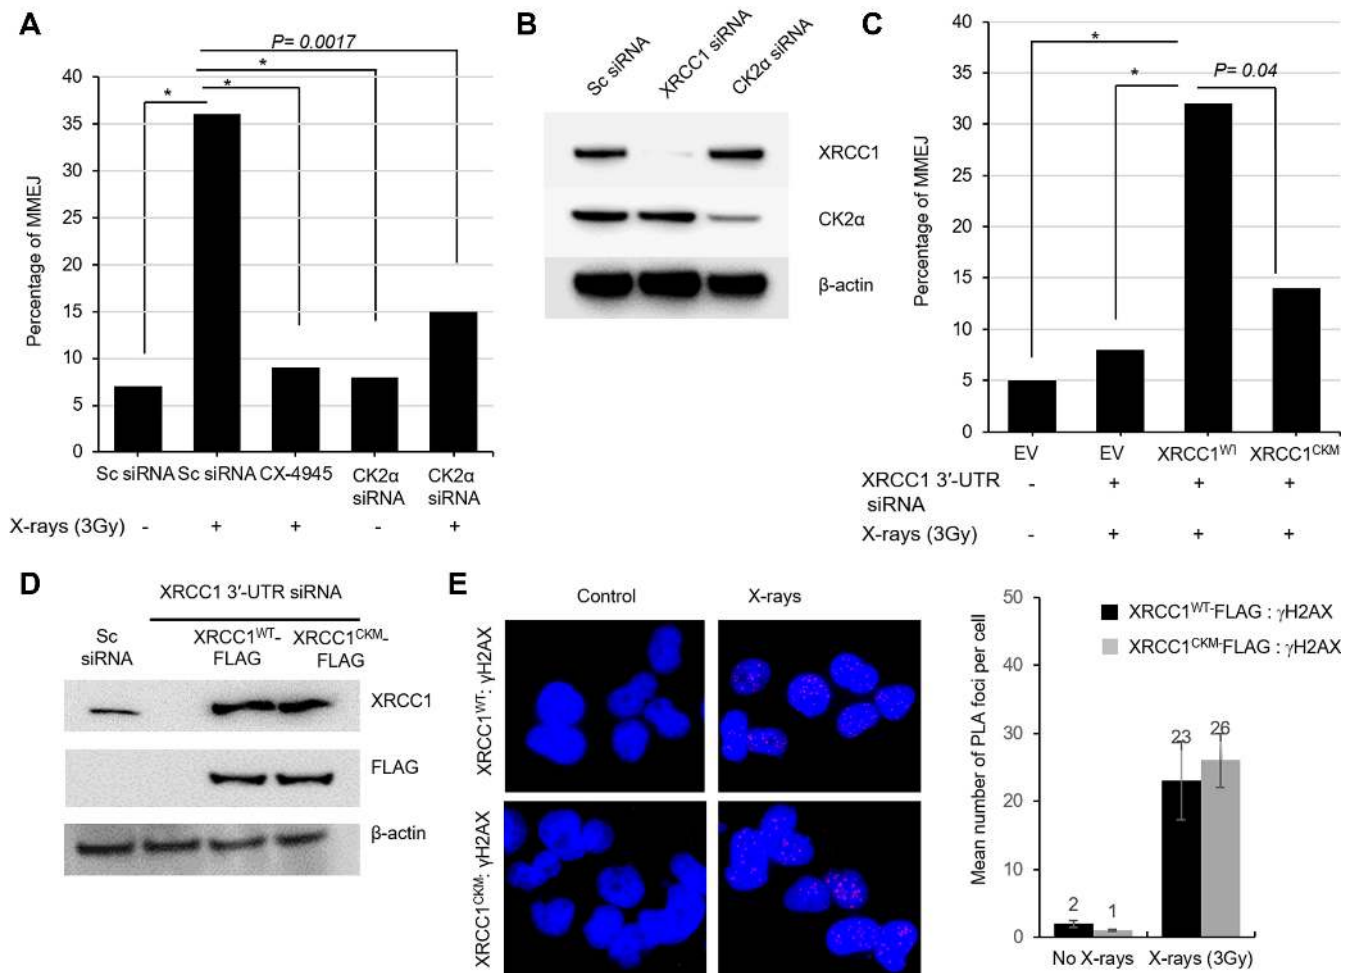 A
P= 0.0017
*
*
*
40
35
30
25
20
15
10
5
0
Percentage of MMEJ
Sc siRNA Sc siRNA CX-4945 CK2α siRNA CK2α siRNA
X-rays (3Gy) - + + - +
B
Sc siRNA
XRCC1 siRNA
CK2α siRNA
XRCC1
CK2α
β-actin
C
*
*
P= 0.04
40
35
30
25
20
15
10
5
0
Percentage of MMEJ
EV EV XRCC1WT XRCC1CKM
XRCC1 3′-UTR siRNA - + + +
X-rays (3Gy) - + + +
D
XRCC1 3′-UTR siRNA
Sc siRNA
XRCC1WT-FLAG
XRCC1CKM-FLAG
XRCC1
FLAG
β-actin
E
Control
X-rays
XRCC1WT: γH2AX
XRCC1CKM: γH2AX
Mean number of PLA foci per cell
50
40
30
20
10
0
XRCC1WT-FLAG : γH2AX
XRCC1CKM-FLAG : γH2AX
2
1
23
26
No X-rays X-rays (3Gy)